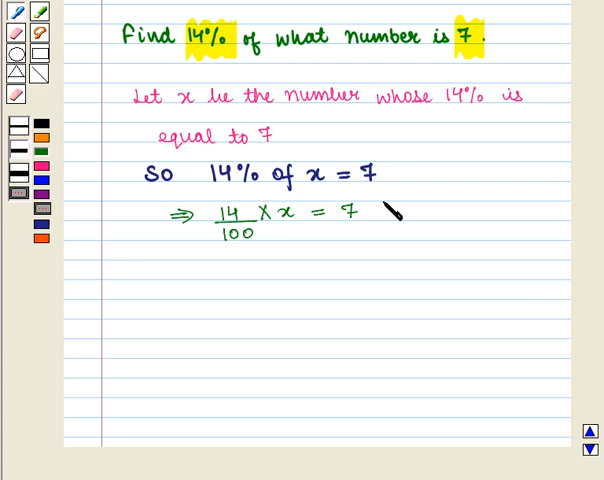 Find 14% of what number is 7.
Let x be the number whose 14% is
equal to 7
So 14% of x = 7
⇒ 14/100 × x = 7